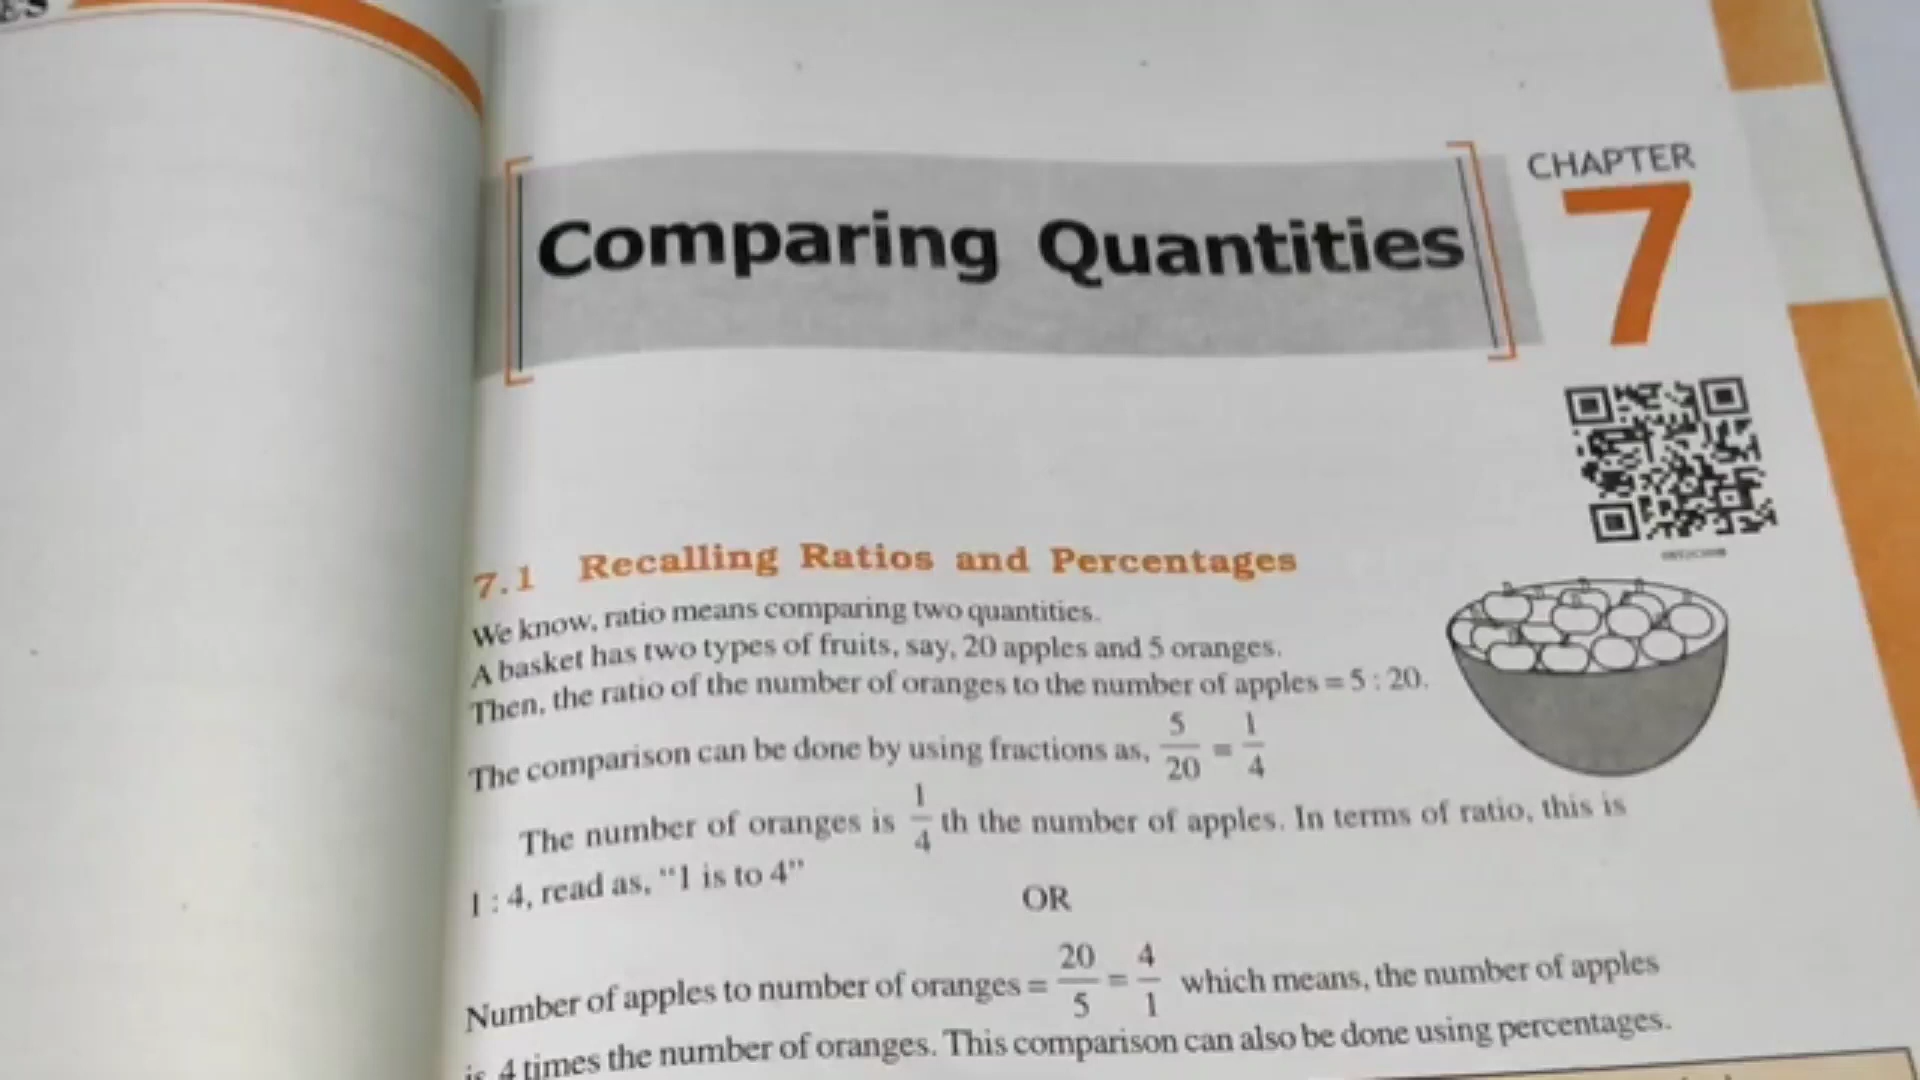 CHAPTER
7
Comparing Quantities
7.1 Recalling Ratios and Percentages
We know, ratio means comparing two quantities.
A basket has two types of fruits, say, 20 apples and 5 oranges.
Then, the ratio of the number of oranges to the number of apples = 5 : 20.
The comparison can be done by using fractions as, 5/20 = 1/4
The number of oranges is 1/4 th the number of apples. In terms of ratio, this is
1 : 4, read as, “1 is to 4”
OR
Number of apples to number of oranges = 20/5 = 4/1 which means, the number of apples
is 4 times the number of oranges. This comparison can also be done using percentages.